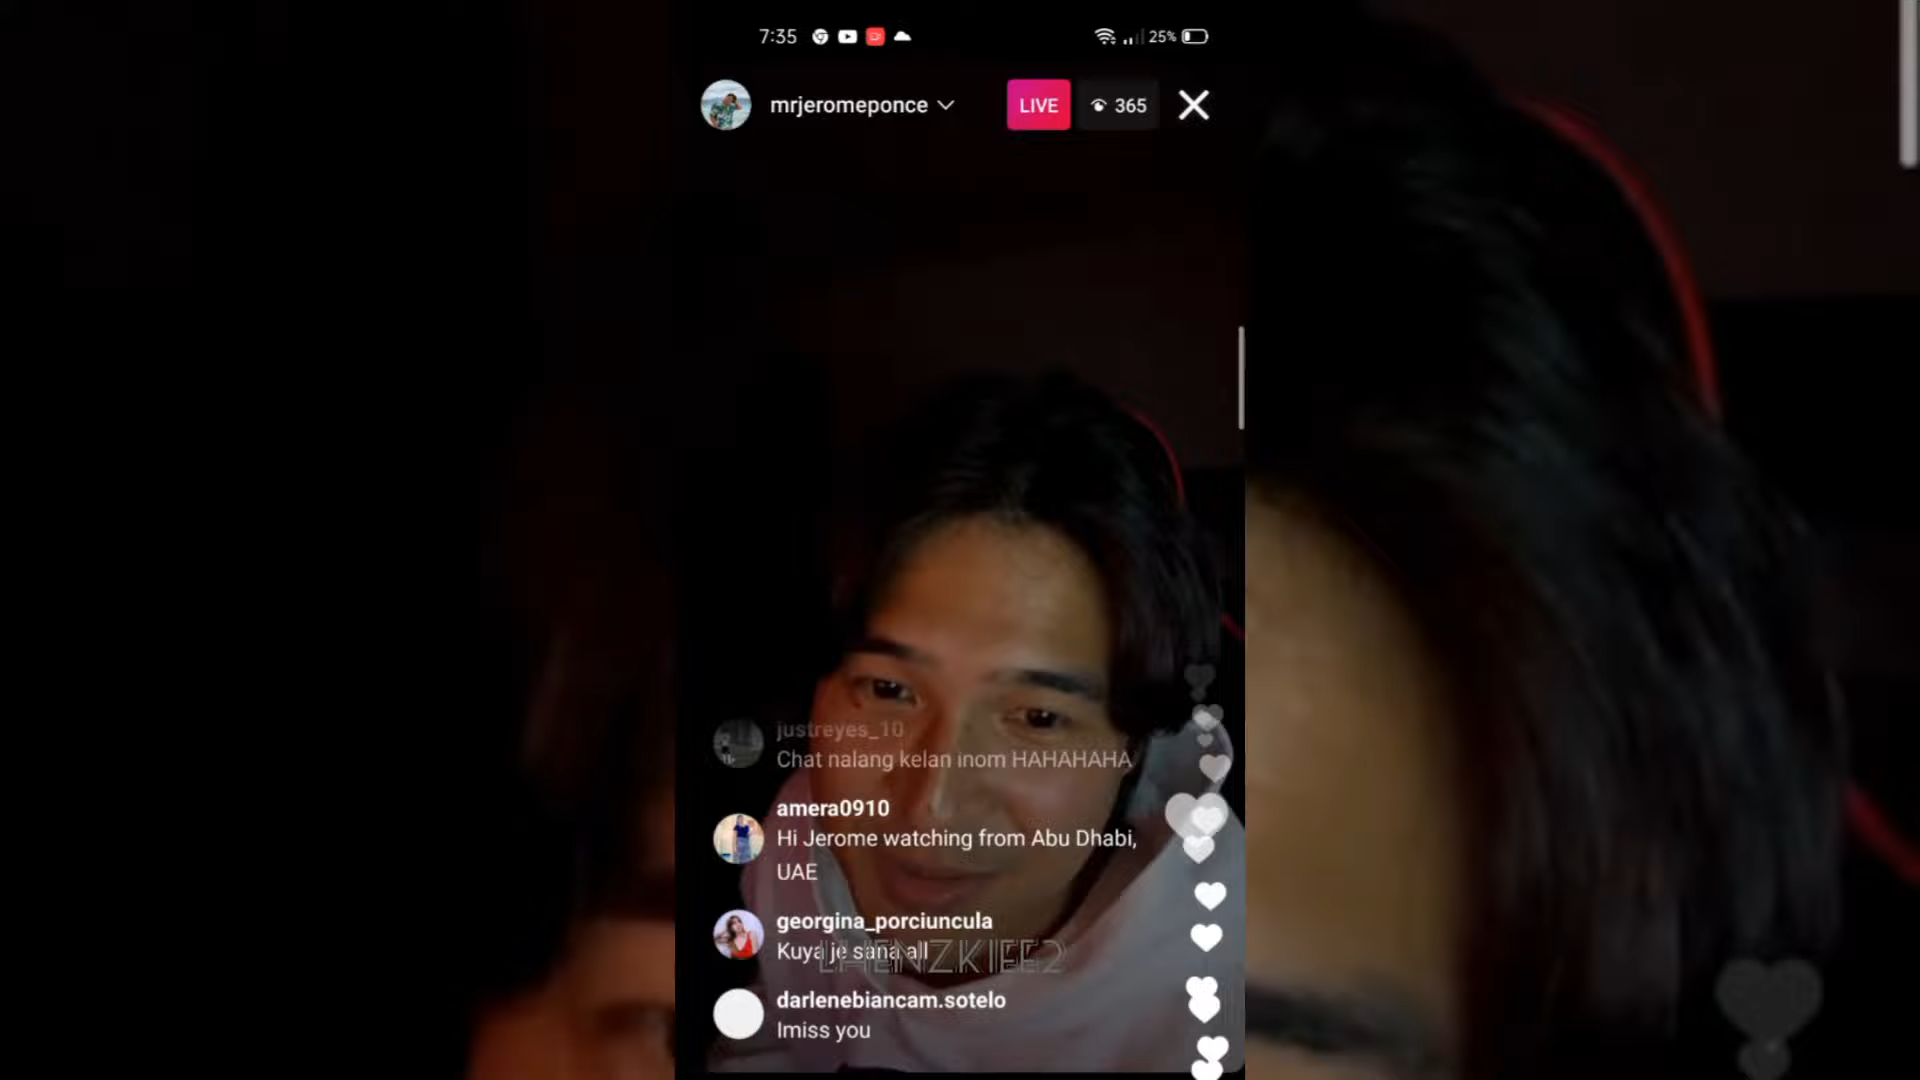 7:35
25%
mrjeromeponce
LIVE
365
justreyes_10
Chat nalang kelan inom HAHAHAHA
amera0910
Hi Jerome watching from Abu Dhabi,
UAE
georgina_porciuncula
Kuya je sana all
LHENZKIEE2
darlenebiancam.sotelo
Imiss you